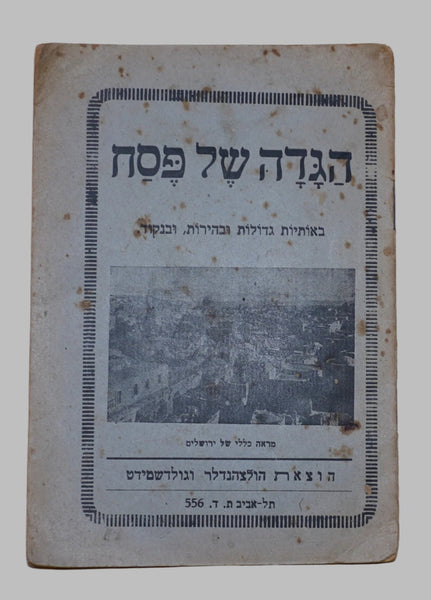 הַגָּדָה שֶׁל פֶּסַח
באותיות גדולות ובהירות, ובנקוד.
מראה כללי של ירושלים
הוצאת הולצהנדלר וגולדשמידט
תל-אביב ת. ד. 556